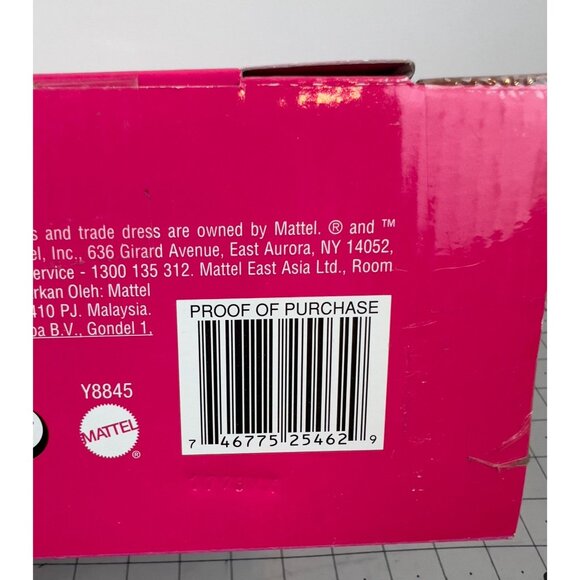 s and trade dress are owned by Mattel. ® and ™
el, Inc., 636 Girard Avenue, East Aurora, NY 14052,
ervice - 1300 135 312. Mattel East Asia Ltd., Room
rkan Oleh: Mattel
410 PJ. Malaysia.
pa B.V., Gondel 1,
PROOF OF PURCHASE
7 46775 25462 9
Y8845
MATTEL
®